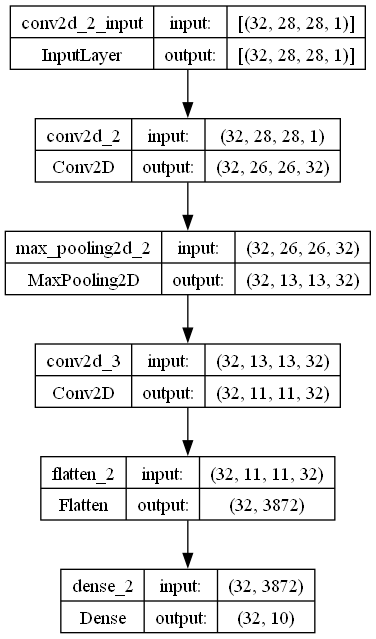 conv2d_2_input input: [(32, 28, 28, 1)]
InputLayer output: [(32, 28, 28, 1)]
conv2d_2 input: (32, 28, 28, 1)
Conv2D output: (32, 26, 26, 32)
max_pooling2d_2 input: (32, 26, 26, 32)
MaxPooling2D output: (32, 13, 13, 32)
conv2d_3 input: (32, 13, 13, 32)
Conv2D output: (32, 11, 11, 32)
flatten_2 input: (32, 11, 11, 32)
Flatten output: (32, 3872)
dense_2 input: (32, 3872)
Dense output: (32, 10)